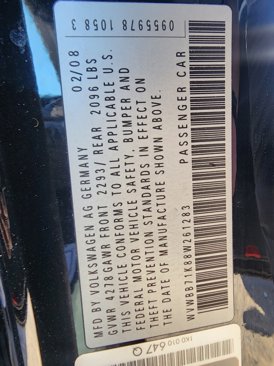 0955978 1058 3
02/08
MFD BY VOLKSWAGEN AG GERMANY
GVWR 4278 GAWR FRONT 2293/ REAR 2096 LBS
THIS VEHICLE CONFORMS TO ALL APPLICABLE U.S.
FEDERAL MOTOR VEHICLE SAFETY, BUMPER AND
THEFT PREVENTION STANDARDS IN EFFECT ON
THE DATE OF MANUFACTURE SHOWN ABOVE.
WVWBB71K88W261283 PASSENGER CAR
1K0 010 647 Q